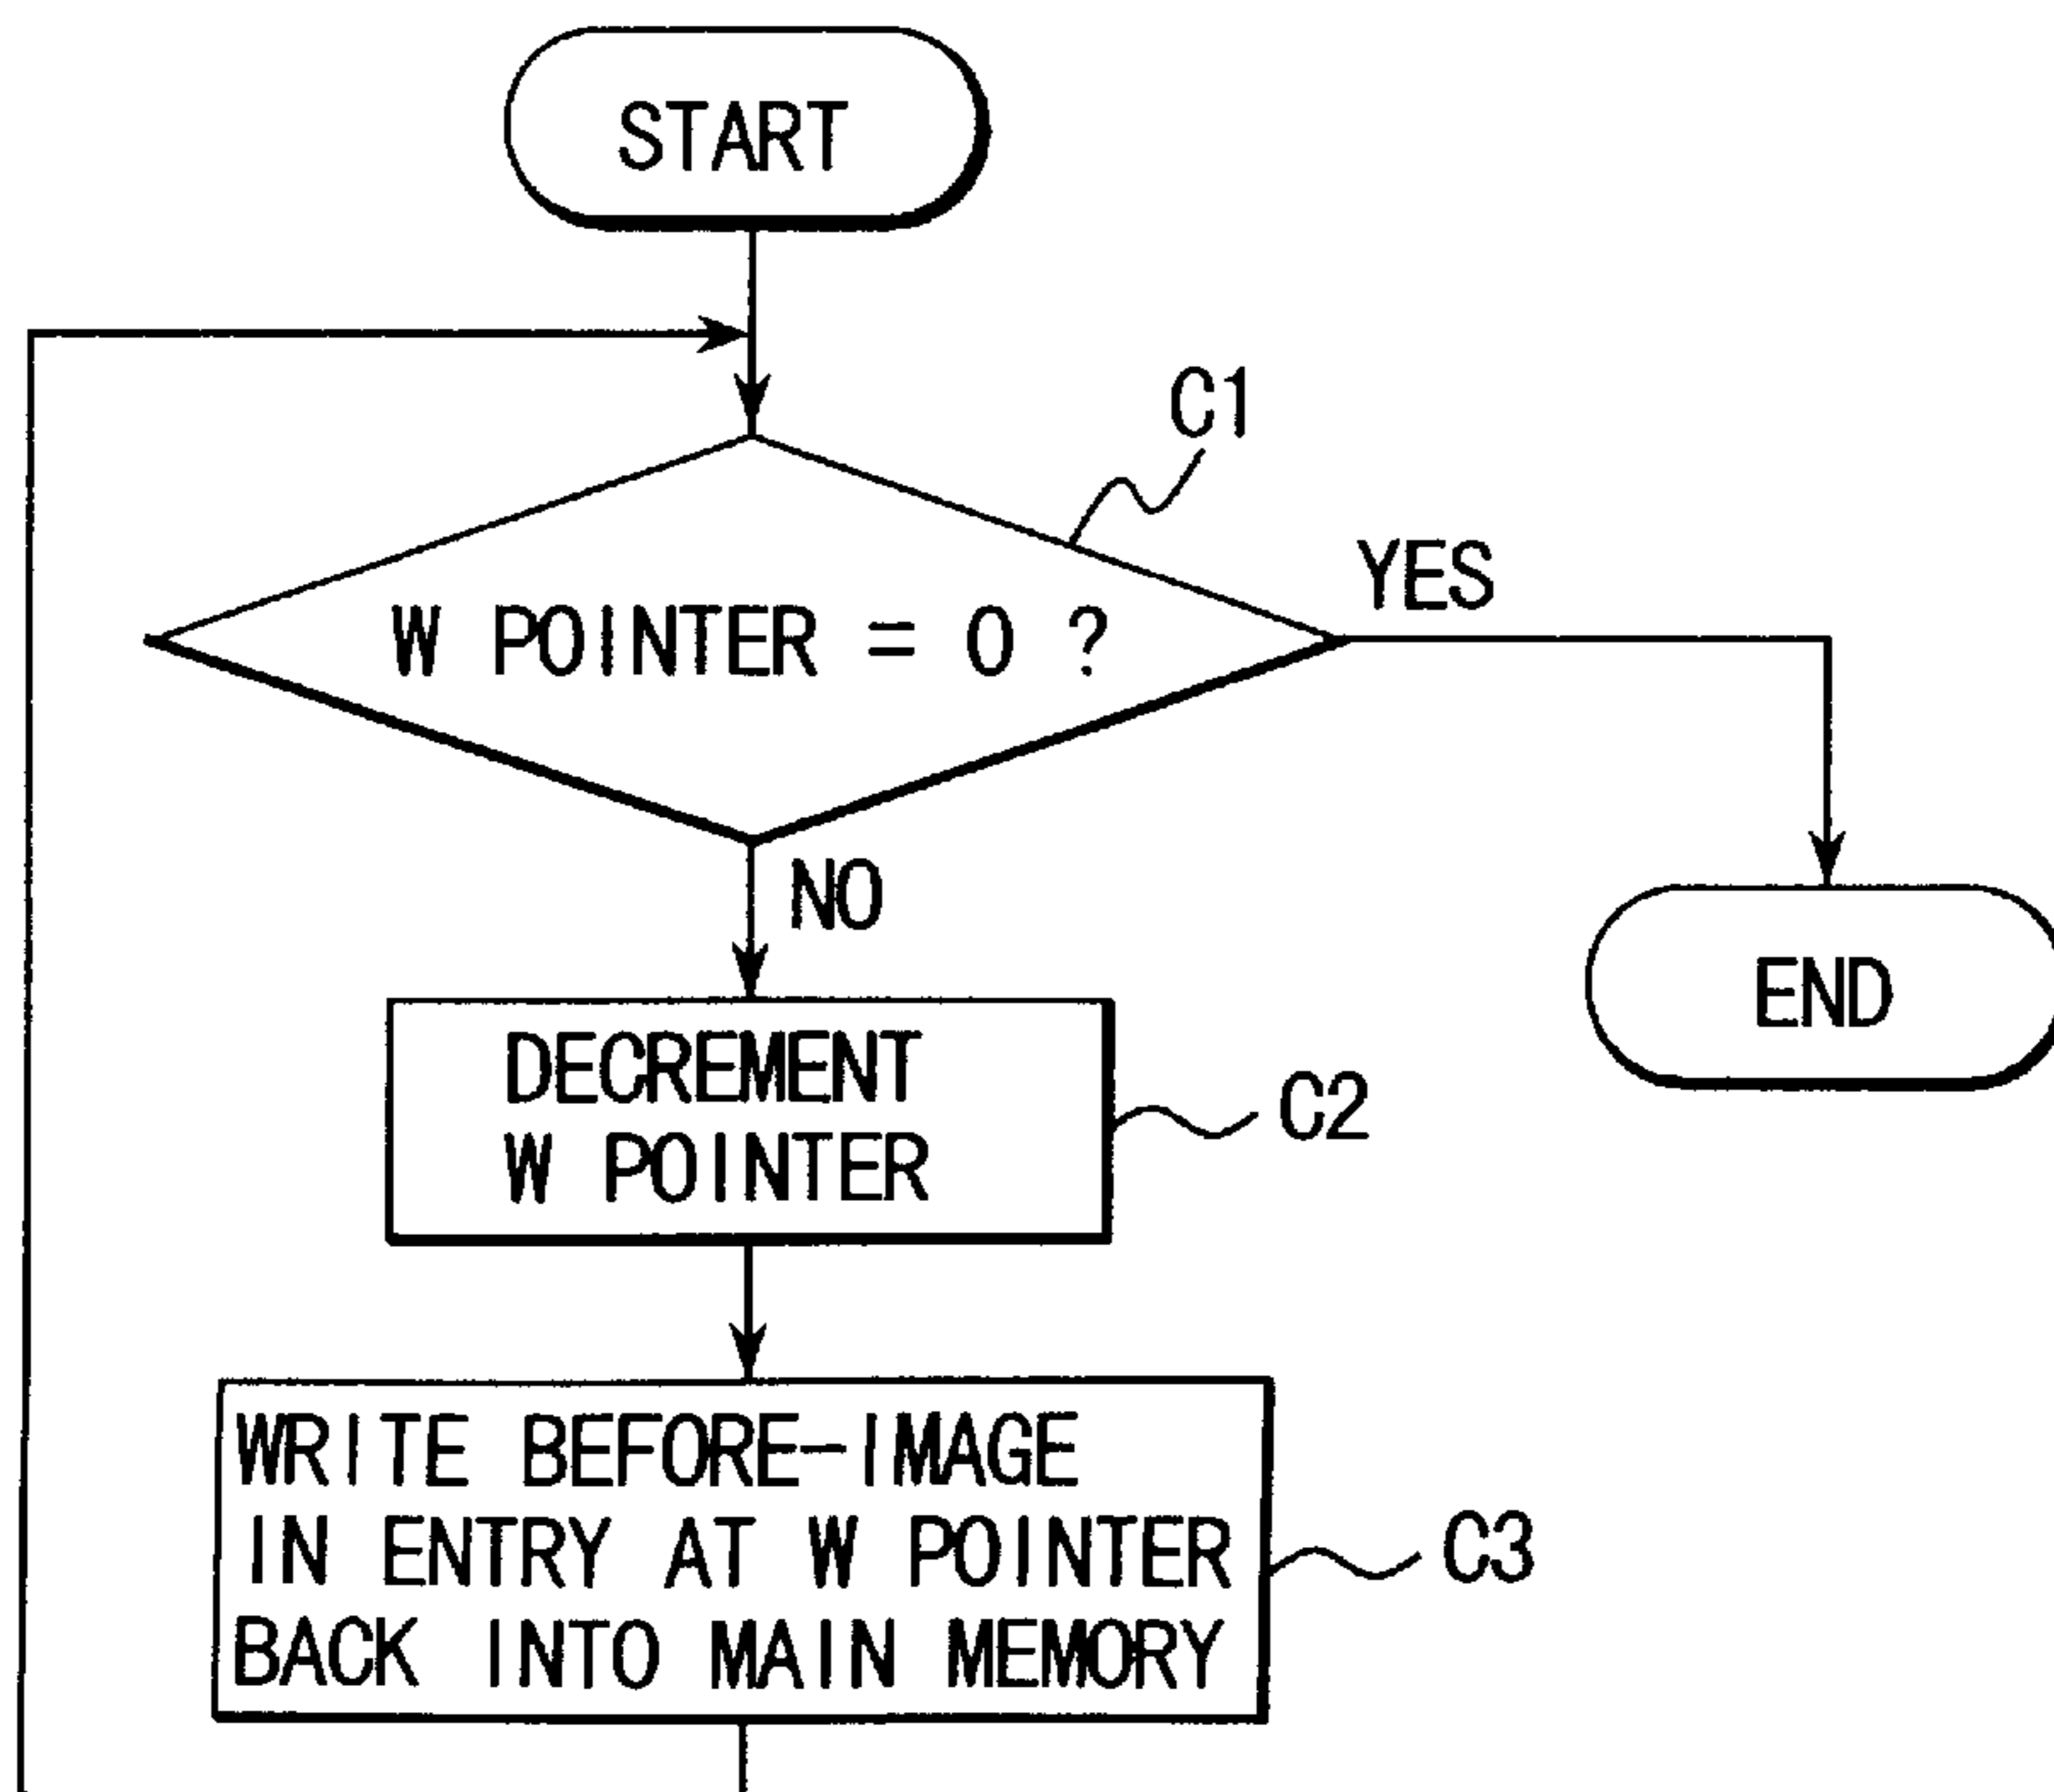 START
C1
W POINTER = 0 ?
YES
NO
END
DECREMENT
W POINTER
C2
WRITE BEFORE-IMAGE
IN ENTRY AT W POINTER
BACK INTO MAIN MEMORY
C3